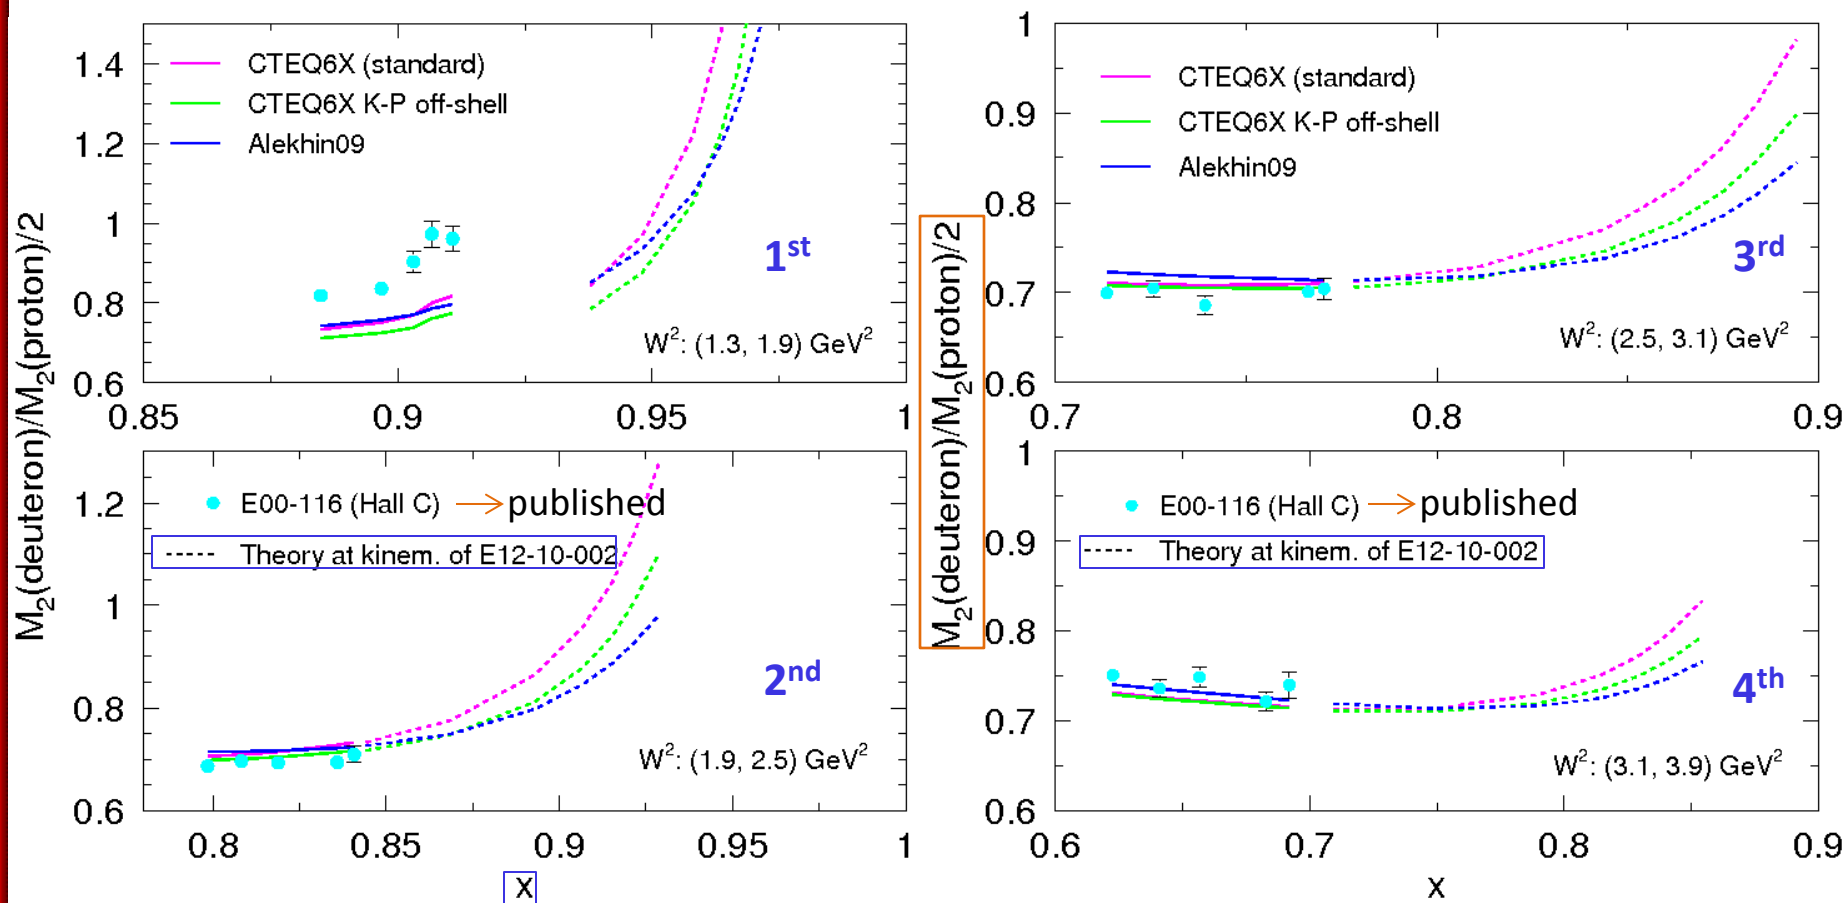 M2(deuteron)/M2(proton)/2
1.4
1.2
1
0.8
0.6
CTEQ6X (standard)
CTEQ6X K-P off-shell
Alekhin09
1st
W²: (1.3, 1.9) GeV²
0.85
0.9
0.95
1
1.2
1
0.8
0.6
E00-116 (Hall C) published
Theory at kinem. of E12-10-002
2nd
W²: (1.9, 2.5) GeV²
0.8
0.85
0.9
0.95
1
x
M2(deuteron)/M2(proton)/2
1
0.9
0.8
0.7
0.6
CTEQ6X (standard)
CTEQ6X K-P off-shell
Alekhin09
3rd
W²: (2.5, 3.1) GeV²
0.7
0.8
0.9
1
0.9
0.8
0.7
0.6
E00-116 (Hall C) published
Theory at kinem. of E12-10-002
4th
W²: (3.1, 3.9) GeV²
0.6
0.7
0.8
0.9
x